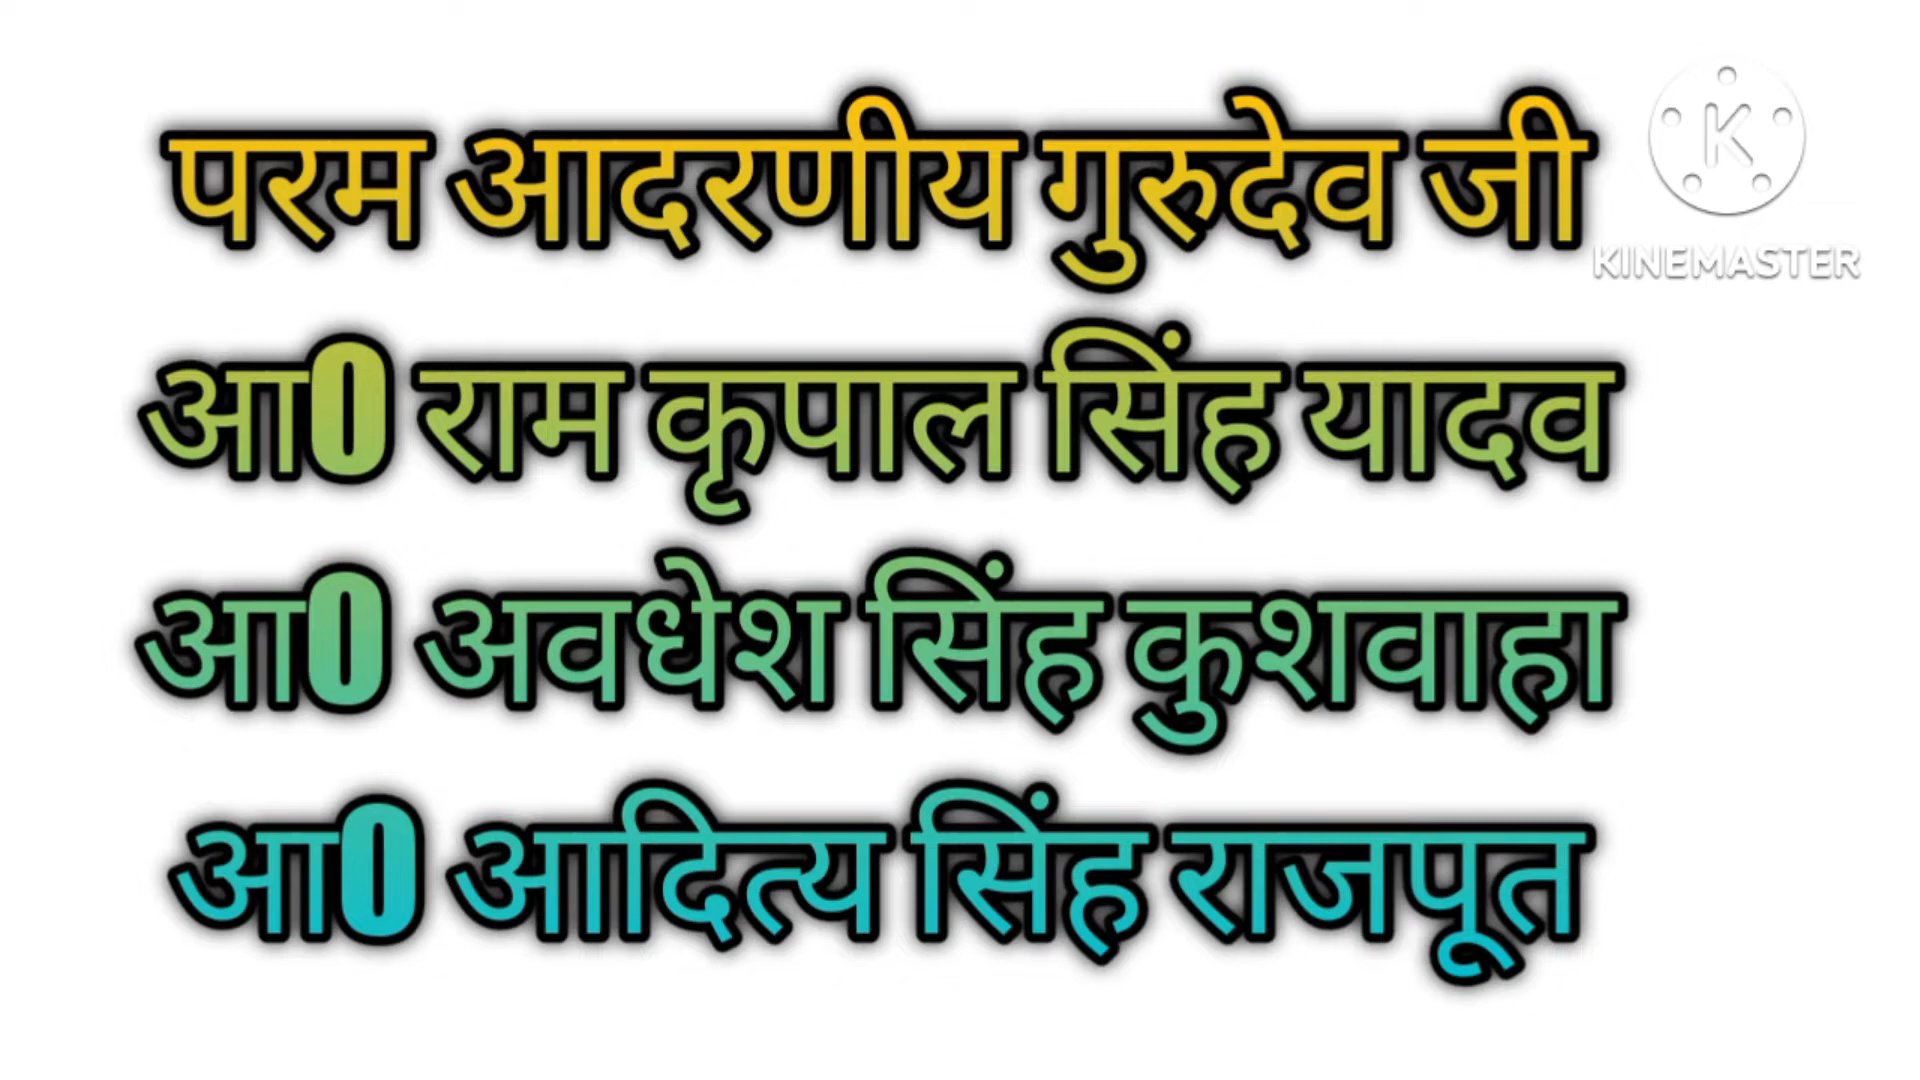 परम आदरणीय गुरुदेव जी
K
KINEMASTER
आ0 राम कृपाल सिंह यादव
आ0 अवधेश सिंह कुशवाहा
आ0 आदित्य सिंह राजपूत